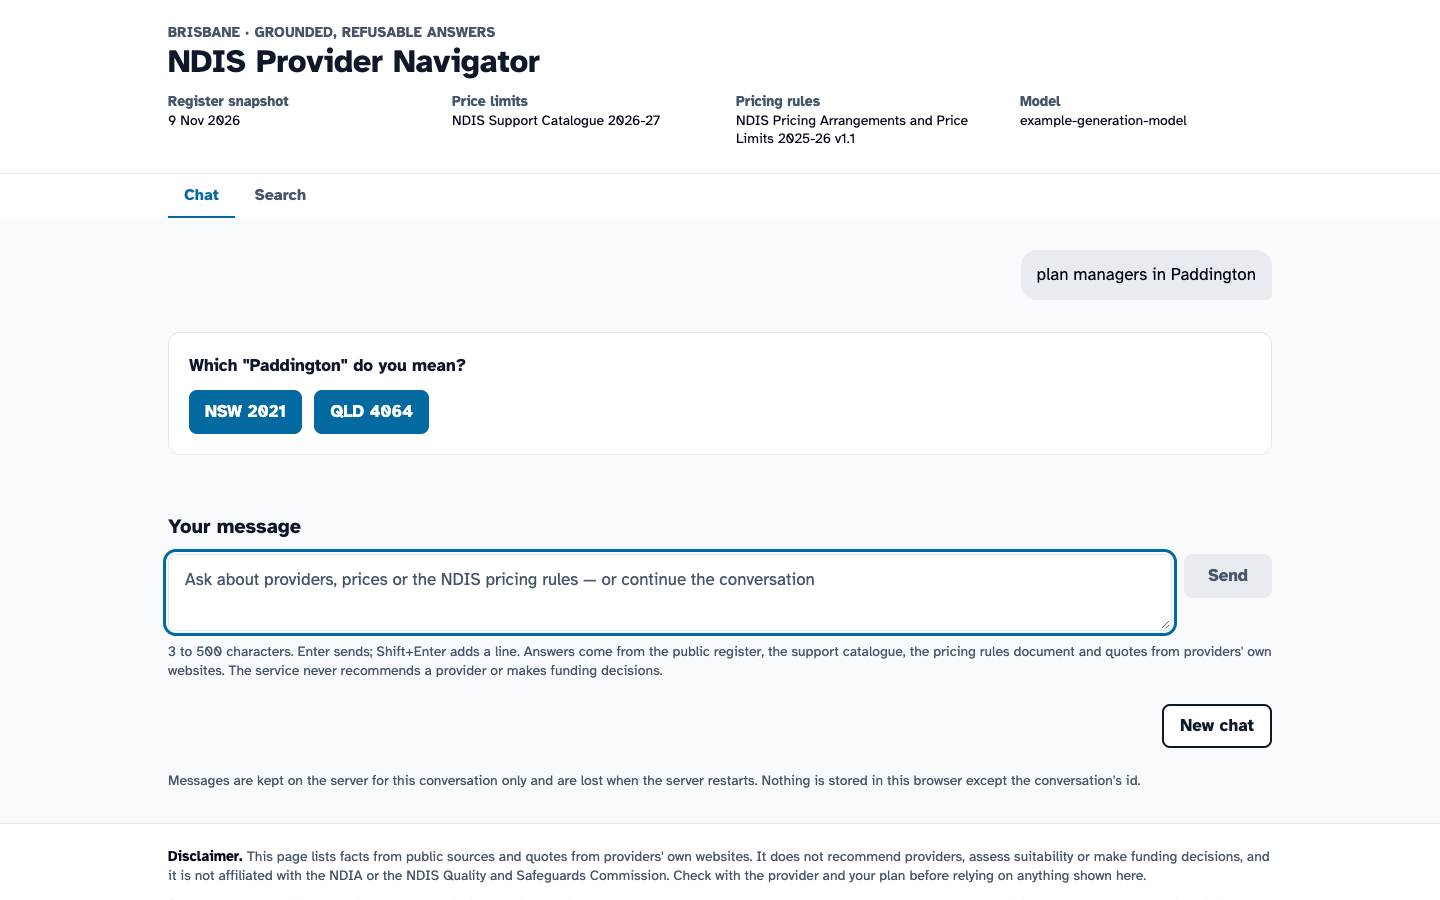 BRISBANE · GROUNDED, REFUSABLE ANSWERS
NDIS Provider Navigator
Register snapshot
9 Nov 2026
Price limits
NDIS Support Catalogue 2026-27
Pricing rules
NDIS Pricing Arrangements and Price
Limits 2025-26 v1.1
Model
example-generation-model
Chat
Search
plan managers in Paddington
Which "Paddington" do you mean?
NSW 2021
QLD 4064
Your message
Ask about providers, prices or the NDIS pricing rules — or continue the conversation
Send
3 to 500 characters. Enter sends; Shift+Enter adds a line. Answers come from the public register, the support catalogue, the pricing rules document and quotes from providers' own
websites. The service never recommends a provider or makes funding decisions.
New chat
Messages are kept on the server for this conversation only and are lost when the server restarts. Nothing is stored in this browser except the conversation's id.
Disclaimer. This page lists facts from public sources and quotes from providers' own websites. It does not recommend providers, assess suitability or make funding decisions, and
it is not affiliated with the NDIA or the NDIS Quality and Safeguards Commission. Check with the provider and your plan before relying on anything shown here.